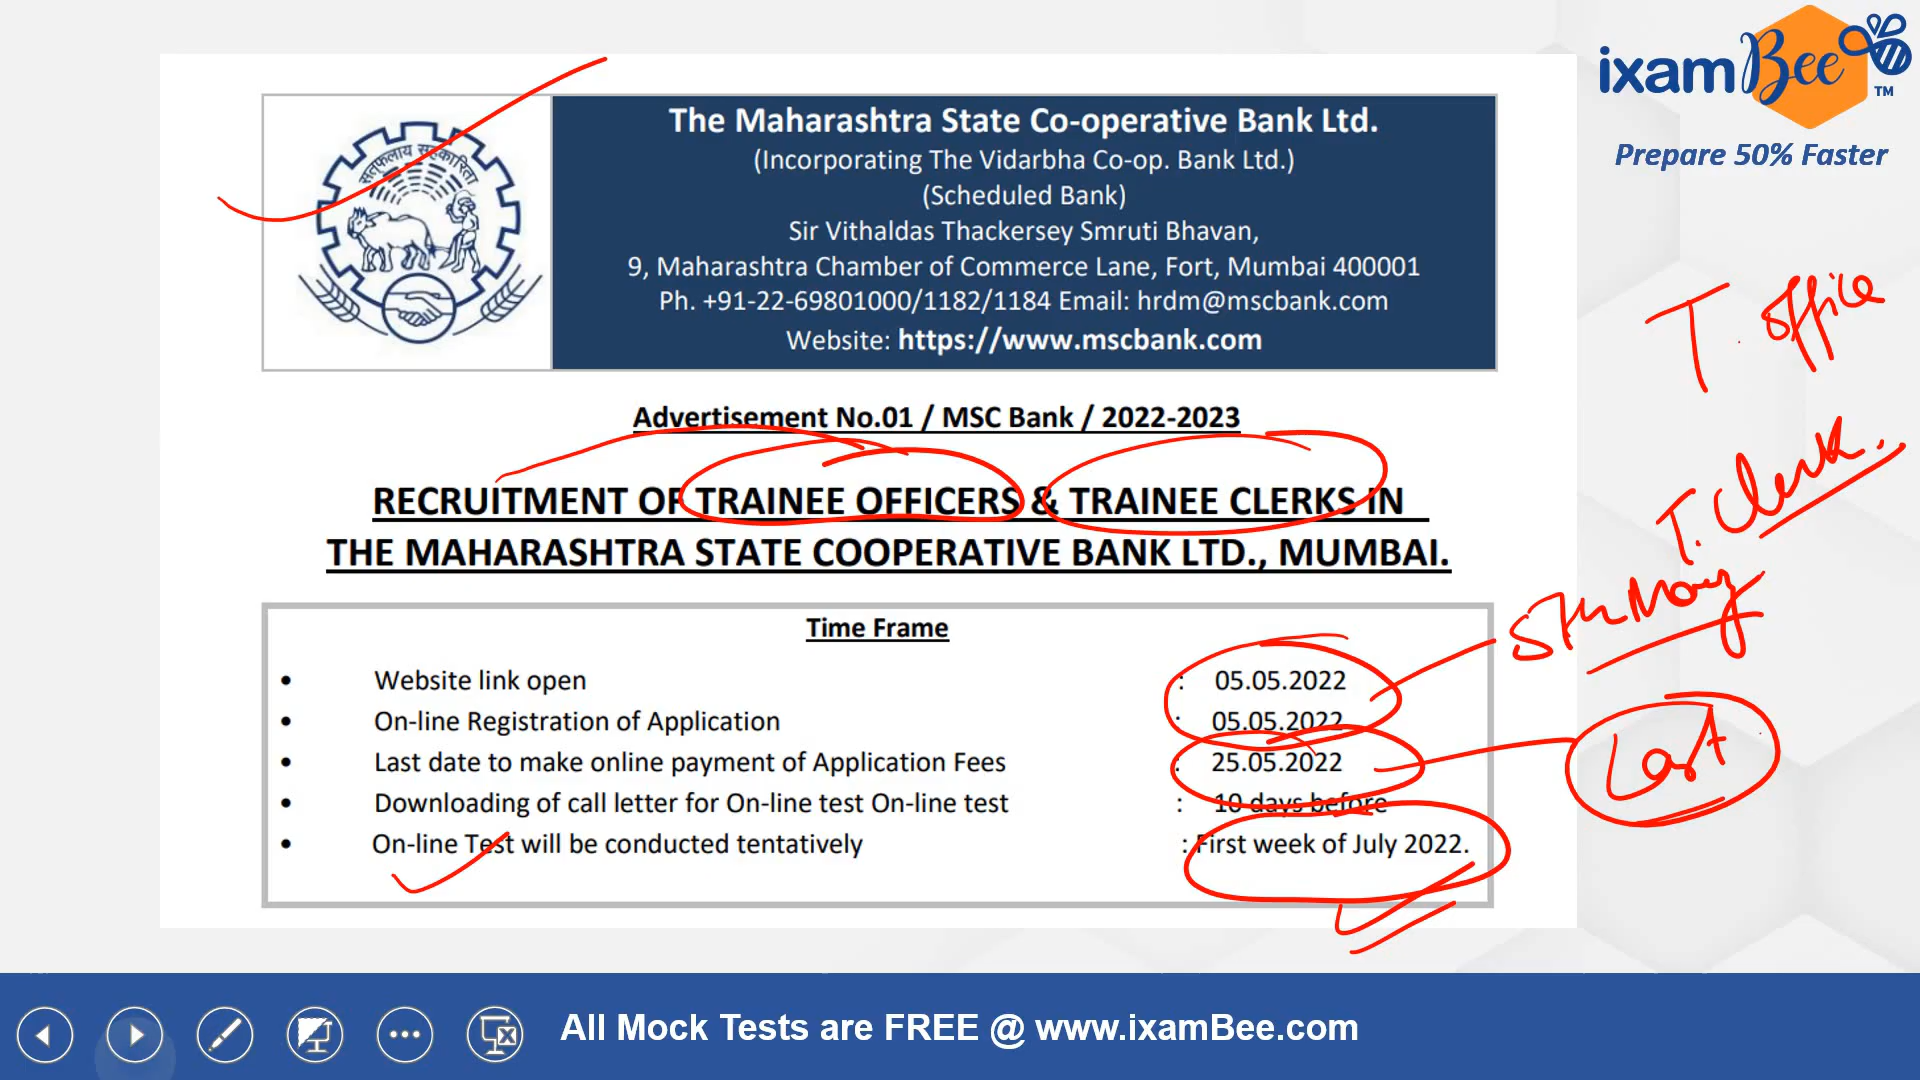 ixamBee
TM
Prepare 50% Faster
सत्फलाय सहकारिता
The Maharashtra State Co-operative Bank Ltd.
(Incorporating The Vidarbha Co-op. Bank Ltd.)
(Scheduled Bank)
Sir Vithaldas Thackersey Smruti Bhavan,
9, Maharashtra Chamber of Commerce Lane, Fort, Mumbai 400001
Ph. +91-22-69801000/1182/1184 Email: hrdm@mscbank.com
Website: https://www.mscbank.com
Advertisement No.01 / MSC Bank / 2022-2023
RECRUITMENT OF TRAINEE OFFICERS & TRAINEE CLERKS IN
THE MAHARASHTRA STATE COOPERATIVE BANK LTD., MUMBAI.
T. office
T. Clerk.
5th May
Last
Time Frame
• Website link open : 05.05.2022
• On-line Registration of Application : 05.05.2022
• Last date to make online payment of Application Fees : 25.05.2022
• Downloading of call letter for On-line test On-line test : 10 days before
• On-line Test will be conducted tentatively : First week of July 2022.
All Mock Tests are FREE @ www.ixamBee.com